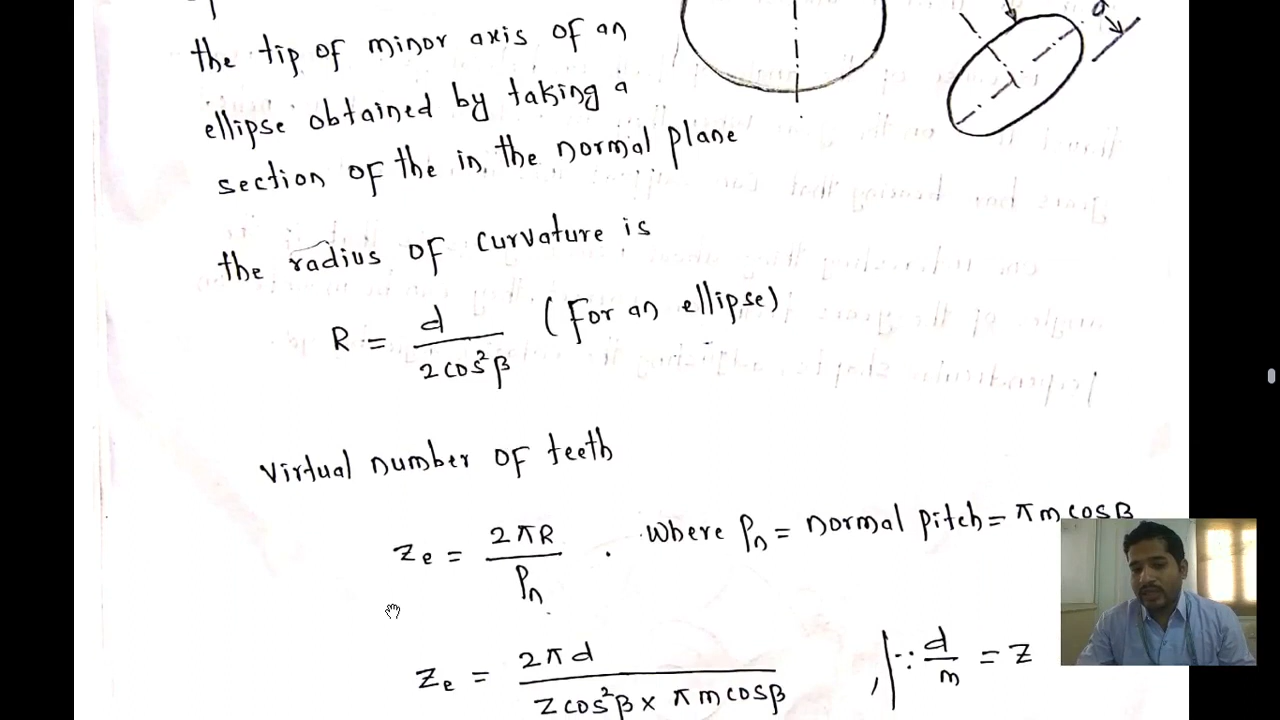 the tip of minor axis of an
ellipse obtained by taking a
section of the in the normal plane
a
the radius of curvature is
R = d / 2cos²β (for an ellipse)
virtual number of teeth
Ze = 2πR / Pn . where Pn = normal pitch = πm cosβ
Ze = 2πd / 2cos²β × πm cosβ , | ∵ d/m = Z